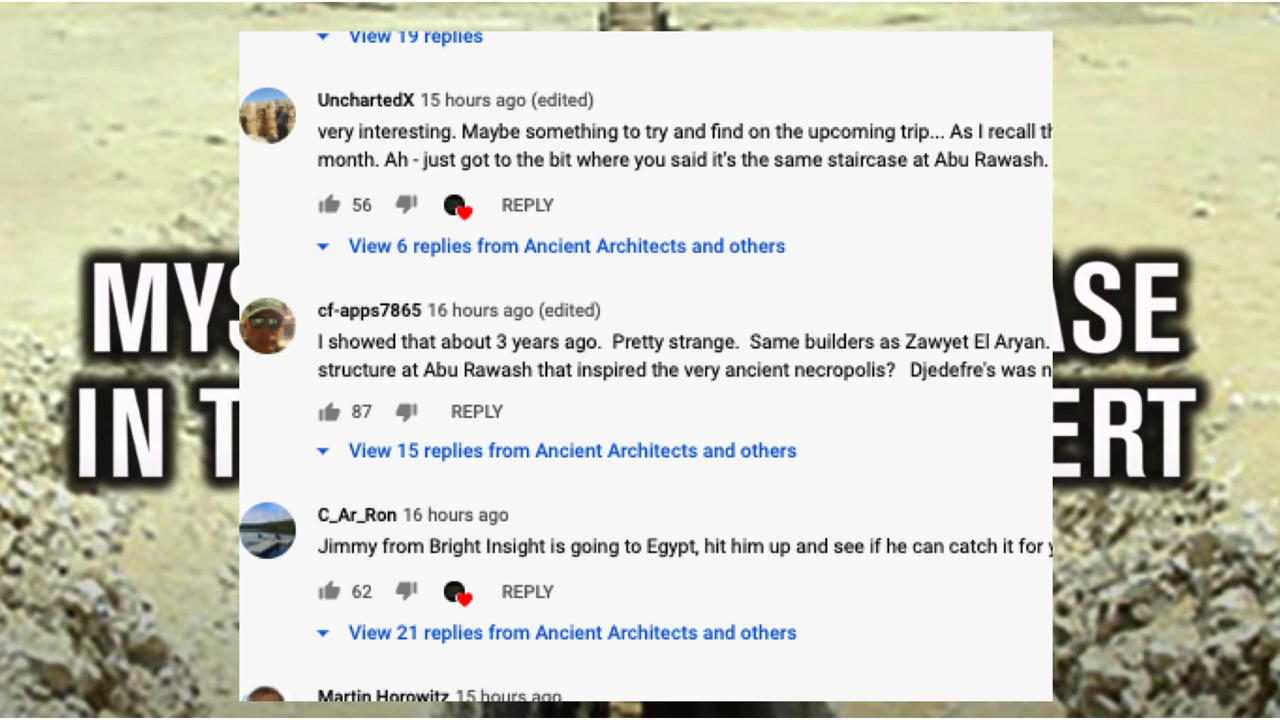 View 19 replies
UnchartedX 15 hours ago (edited)
very interesting. Maybe something to try and find on the upcoming trip... As I recall
month. Ah - just got to the bit where you said it's the same staircase at Abu Rawash.
56 REPLY
View 6 replies from Ancient Architects and others
cf-apps7865 16 hours ago (edited)
I showed that about 3 years ago. Pretty strange. Same builders as Zawyet El Aryan.
structure at Abu Rawash that inspired the very ancient necropolis? Djedefre's was
87 REPLY
View 15 replies from Ancient Architects and others
C_Ar_Ron 16 hours ago
Jimmy from Bright Insight is going to Egypt, hit him up and see if he can catch it for
62 REPLY
View 21 replies from Ancient Architects and others
Martin Horowitz 15 hours ago
MYS ASE
IN T ERT